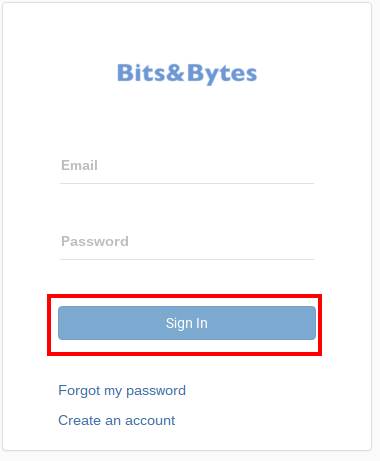 Bits&Bytes
Email
Password
Sign In
Forgot my password
Create an account